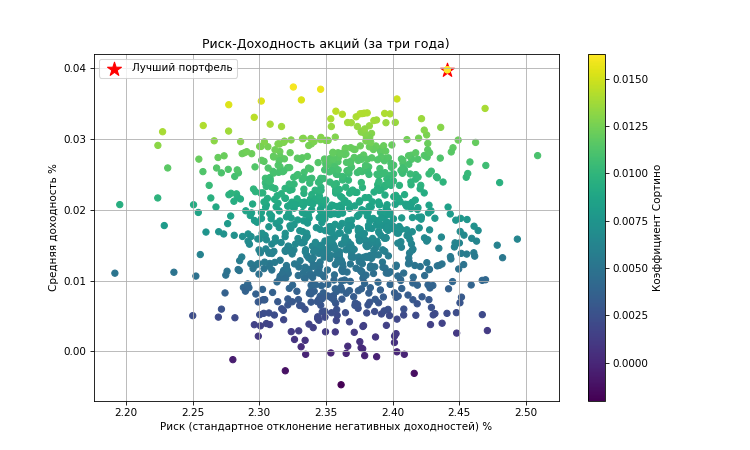 Риск-Доходность акций (за три года)
Лучший портфель
Средняя доходность %
0.04
0.03
0.02
0.01
0.00
2.20 2.25 2.30 2.35 2.40 2.45 2.50
Риск (стандартное отклонение негативных доходностей) %
0.0150
0.0125
0.0100
0.0075
0.0050
0.0025
0.0000
Коэффициент Сортино